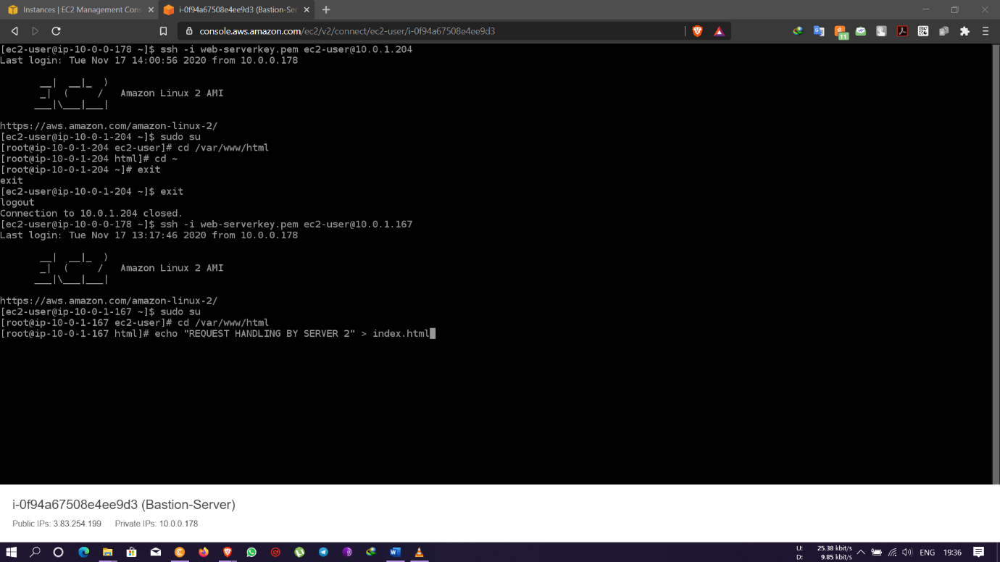 Instances | EC2 Management Cons
i-0f94a67508e4ee9d3 (Bastion-Ser
console.aws.amazon.com/ec2/v2/connect/ec2-user/i-0f94a67508e4ee9d3
11
[ec2-user@ip-10-0-0-178 ~]$ ssh -i web-serverkey.pem ec2-user@10.0.1.204
Last login: Tue Nov 17 14:00:56 2020 from 10.0.0.178
       __|  __|_  )
       _|  (     /   Amazon Linux 2 AMI
      ___|\___|___|
https://aws.amazon.com/amazon-linux-2/
[ec2-user@ip-10-0-1-204 ~]$ sudo su
[root@ip-10-0-1-204 ec2-user]# cd /var/www/html
[root@ip-10-0-1-204 html]# cd ~
[root@ip-10-0-1-204 ~]# exit
exit
[ec2-user@ip-10-0-1-204 ~]$ exit
logout
Connection to 10.0.1.204 closed.
[ec2-user@ip-10-0-0-178 ~]$ ssh -i web-serverkey.pem ec2-user@10.0.1.167
Last login: Tue Nov 17 13:17:46 2020 from 10.0.0.178
       __|  __|_  )
       _|  (     /   Amazon Linux 2 AMI
      ___|\___|___|
https://aws.amazon.com/amazon-linux-2/
[ec2-user@ip-10-0-1-167 ~]$ sudo su
[root@ip-10-0-1-167 ec2-user]# cd /var/www/html
[root@ip-10-0-1-167 html]# echo "REQUEST HANDLING BY SERVER 2" > index.html
i-0f94a67508e4ee9d3 (Bastion-Server)
Public IPs: 3.83.254.199 Private IPs: 10.0.0.178
U: 25.38 kbit/s
D: 9.85 kbit/s
ENG 19:36